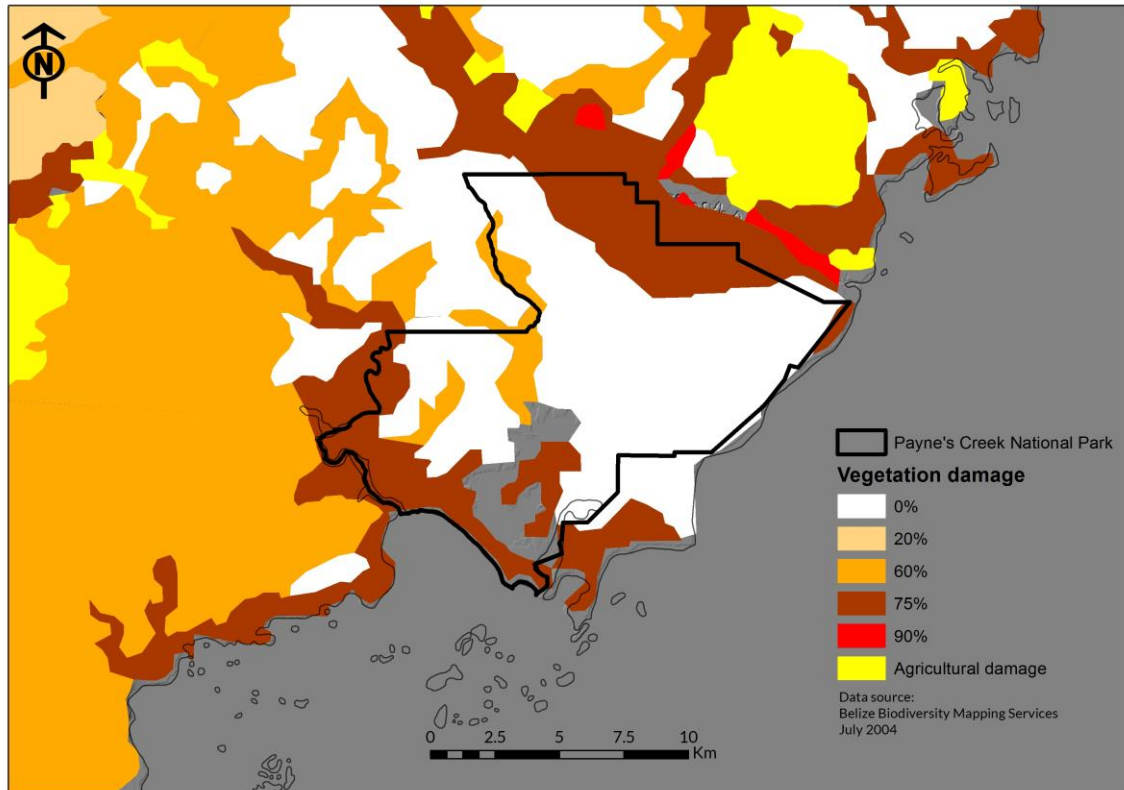 N
Payne's Creek National Park
Vegetation damage
0%
20%
60%
75%
90%
Agricultural damage
Data source:
Belize Biodiversity Mapping Services
July 2004
0 2.5 5 7.5 10
Km